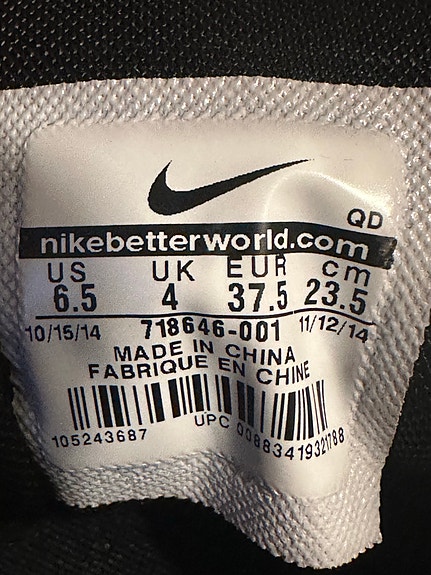 QD
nikebetterworld.com
US UK EUR cm
6.5 4 37.5 23.5
10/15/14 718646-001 11/12/14
MADE IN CHINA
FABRIQUE EN CHINE
105243687 UPC 00883419321788